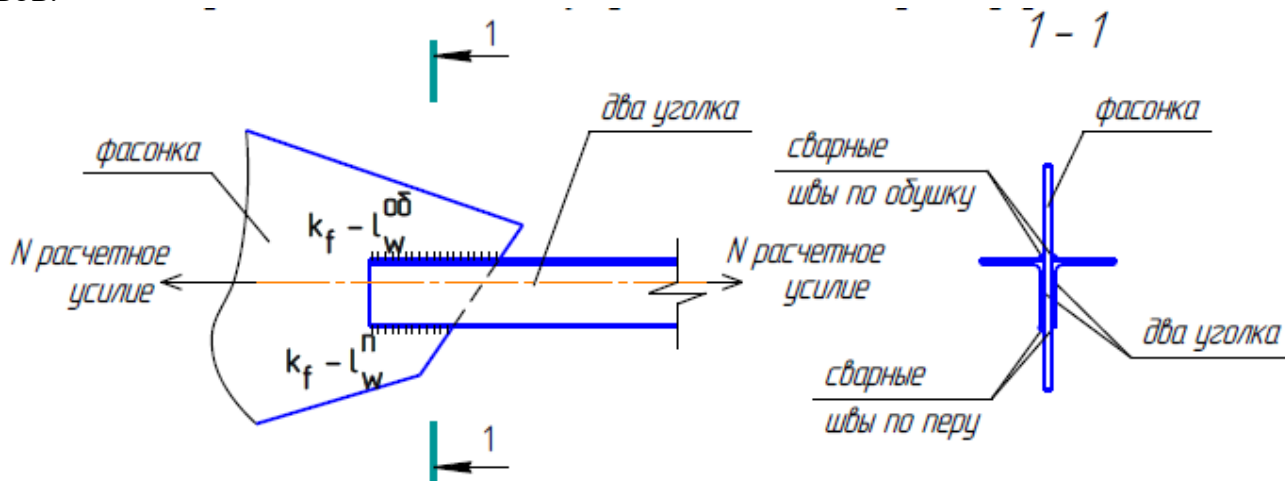 1
1 - 1
два уголка
фасонка
фасонка
сварные
швы по обушку
k_f - l_w^об
N расчетное
усилие
N расчетное
усилие
k_f - l_w^п
два уголка
сварные
швы по перу
1